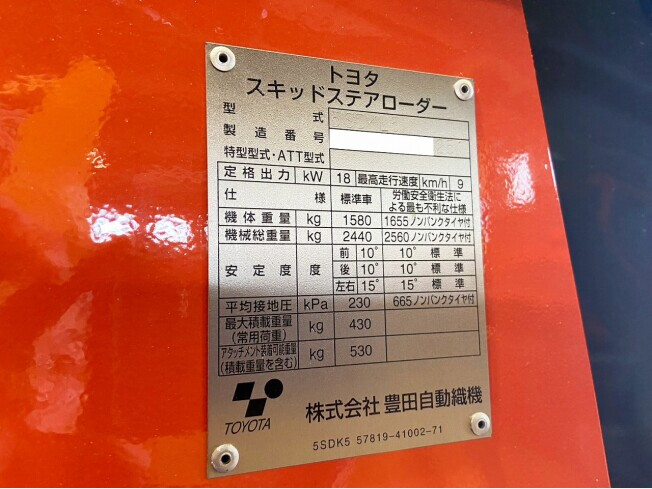 トヨタ
スキッドステアローダー
型式
製造番号
特型型式・ATT型式
定格出力 kW 18 最高走行速度 km/h 9
仕様 標準車 労働安全衛生法による最も不利な仕様
機体重量 kg 1580 1655ノンパンクタイヤ付
機械総重量 kg 2440 2560ノンパンクタイヤ付
安定度 度 前 10° 10° 標準
後 10° 10° 標準
左右 15° 15° 標準
平均接地圧 kPa 230 665ノンパンクタイヤ付
最大積載重量(常用荷重) kg 430
アタッチメント装着可能重量(積載重量を含む) kg 530
TOYOTA 株式会社 豊田自動織機
5SDK5 57819-41002-71